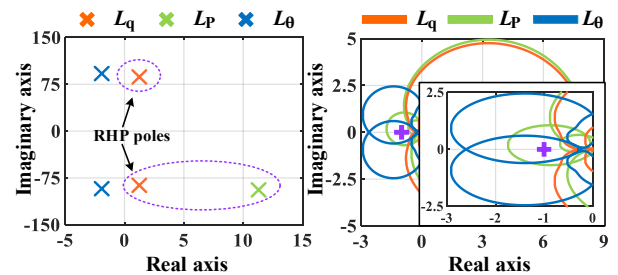 L_q L_P L_θ
Imaginary axis
150
75
0
-75
-150
RHP poles
-5 0 5 10 15
Real axis
L_q L_P L_θ
Imaginary axis
5
2.5
0
-2.5
-5
2.5
0
-2.5
-3 -2 -1 0
-3 0 3 6 9
Real axis